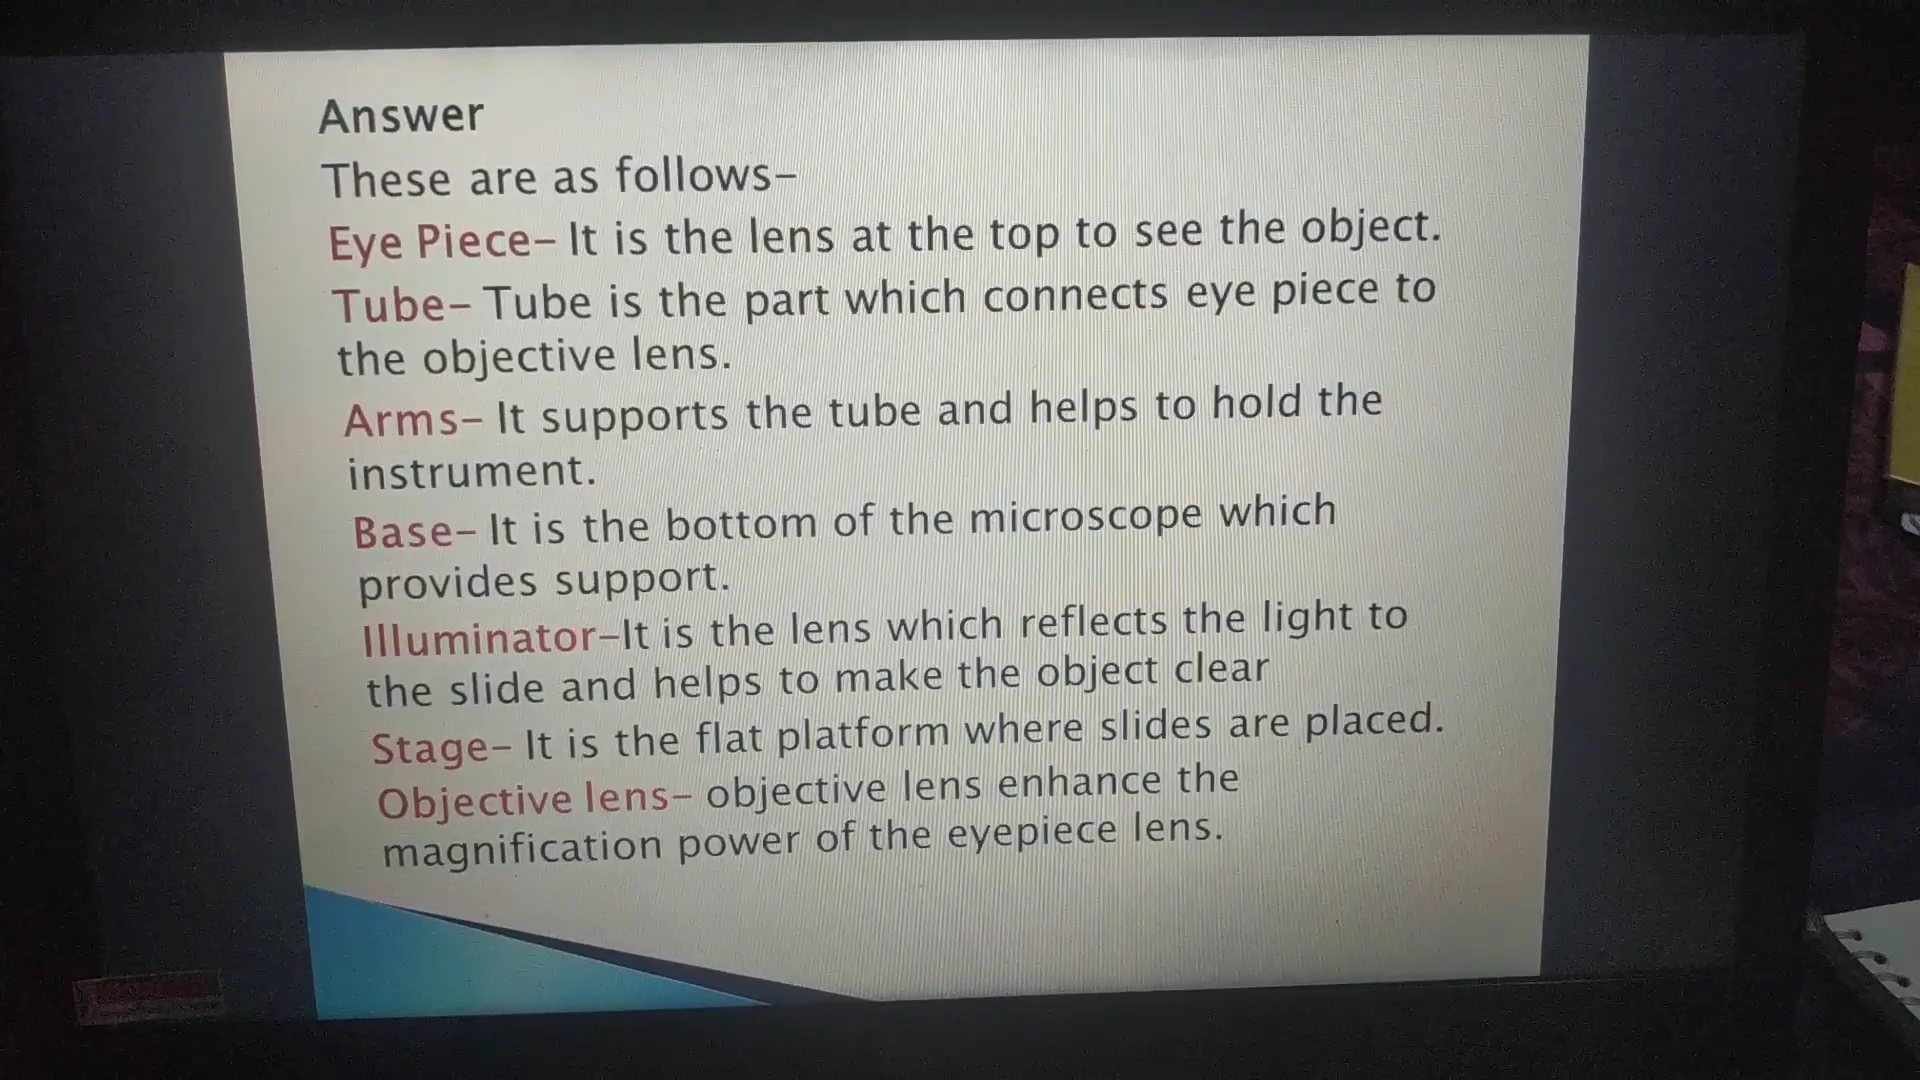 Answer
These are as follows–
Eye Piece– It is the lens at the top to see the object.
Tube– Tube is the part which connects eye piece to
the objective lens.
Arms– It supports the tube and helps to hold the
instrument.
Base– It is the bottom of the microscope which
provides support.
Illuminator–It is the lens which reflects the light to
the slide and helps to make the object clear
Stage– It is the flat platform where slides are placed.
Objective lens– objective lens enhance the
magnification power of the eyepiece lens.